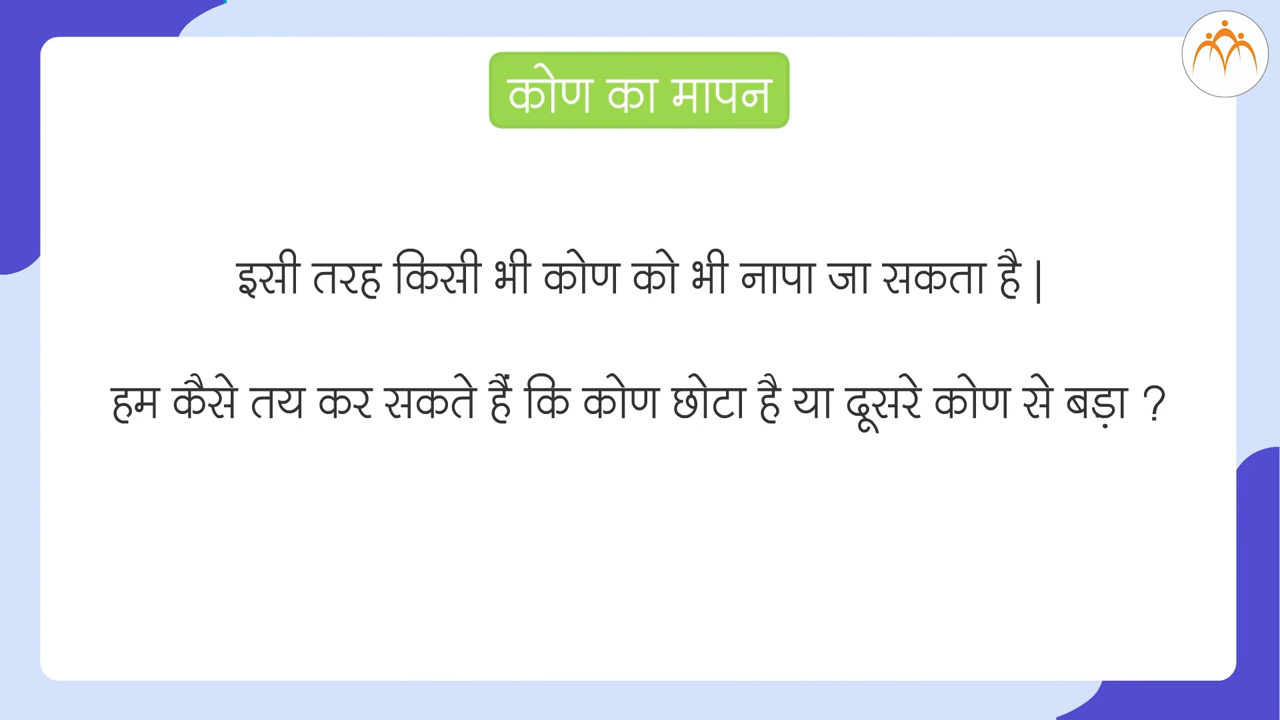 कोण का मापन
इसी तरह किसी भी कोण को भी नापा जा सकता है |
हम कैसे तय कर सकते हैं कि कोण छोटा है या दूसरे कोण से बड़ा ?